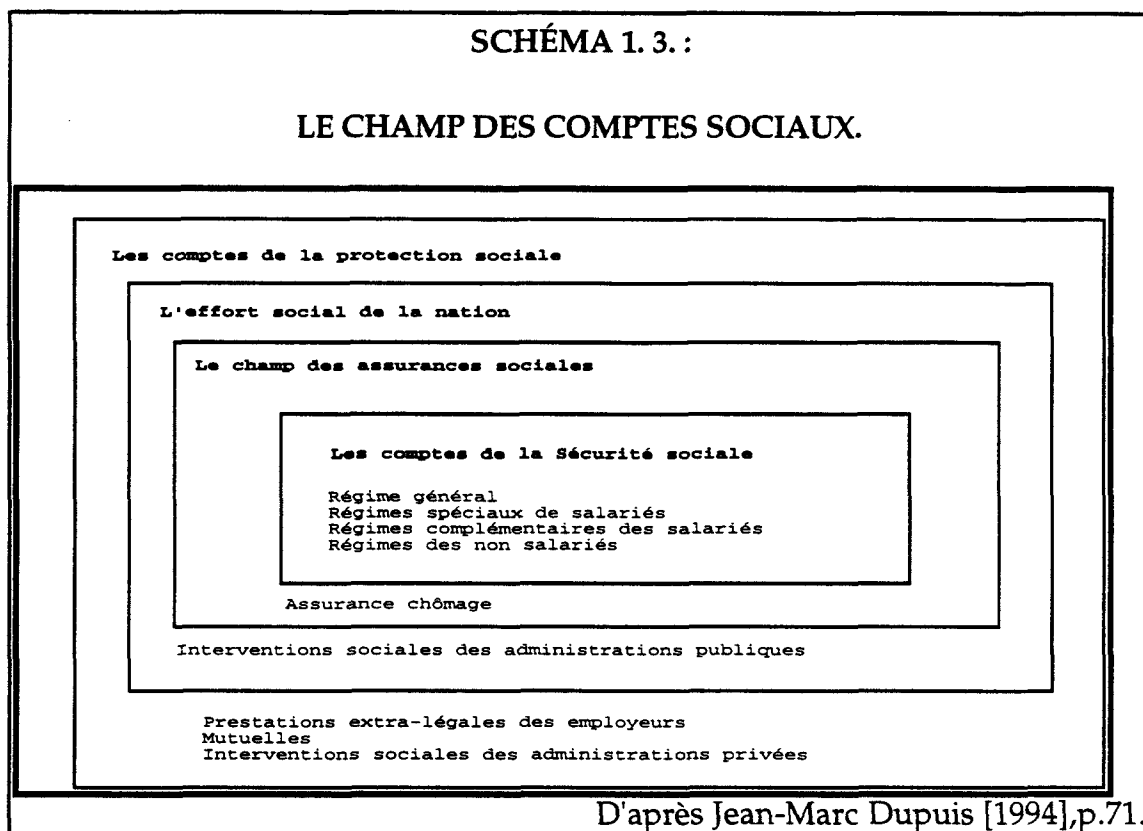 SCHÉMA 1. 3. :
LE CHAMP DES COMPTES SOCIAUX.
Les comptes de la protection sociale
L'effort social de la nation
Le champ des assurances sociales
Les comptes de la Sécurité sociale
Régime général
Régimes spéciaux de salariés
Régimes complémentaires des salariés
Régimes des non salariés
Assurance chômage
Interventions sociales des administrations publiques
Prestations extra-légales des employeurs
Mutuelles
Interventions sociales des administrations privées
D'après Jean-Marc Dupuis [1994],p.71.